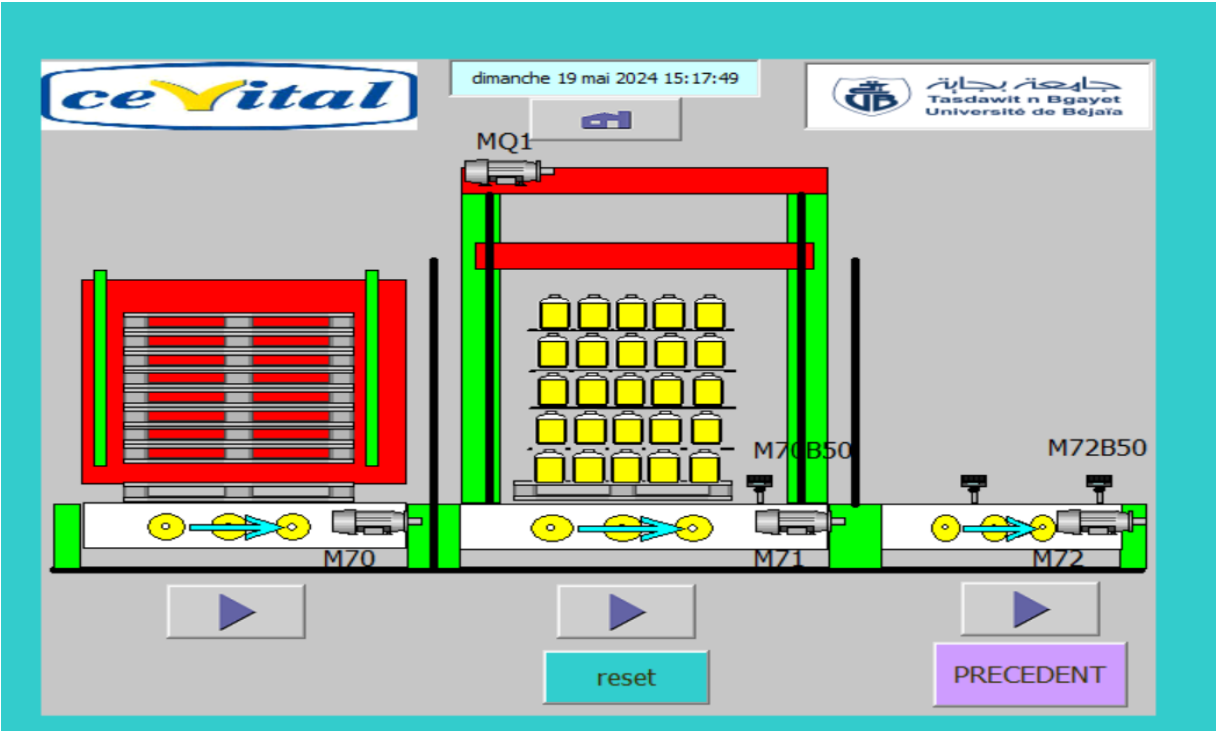 cevital
dimanche 19 mai 2024 15:17:49
جامعة بجاية
Tasdawit n Bgayet
Université de Béjaïa
MQ1
M70B50
M72B50
M70
M71
M72
reset
PRECEDENT